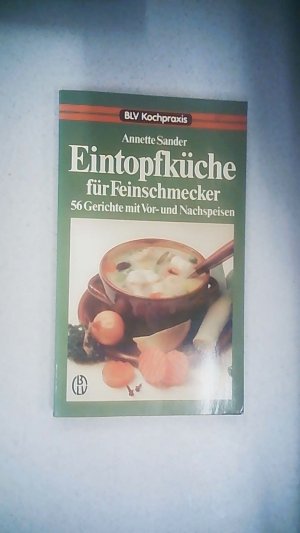 BLV Kochpraxis
Annette Sander
Eintopfküche
für Feinschmecker
56 Gerichte mit Vor- und Nachspeisen
BLV